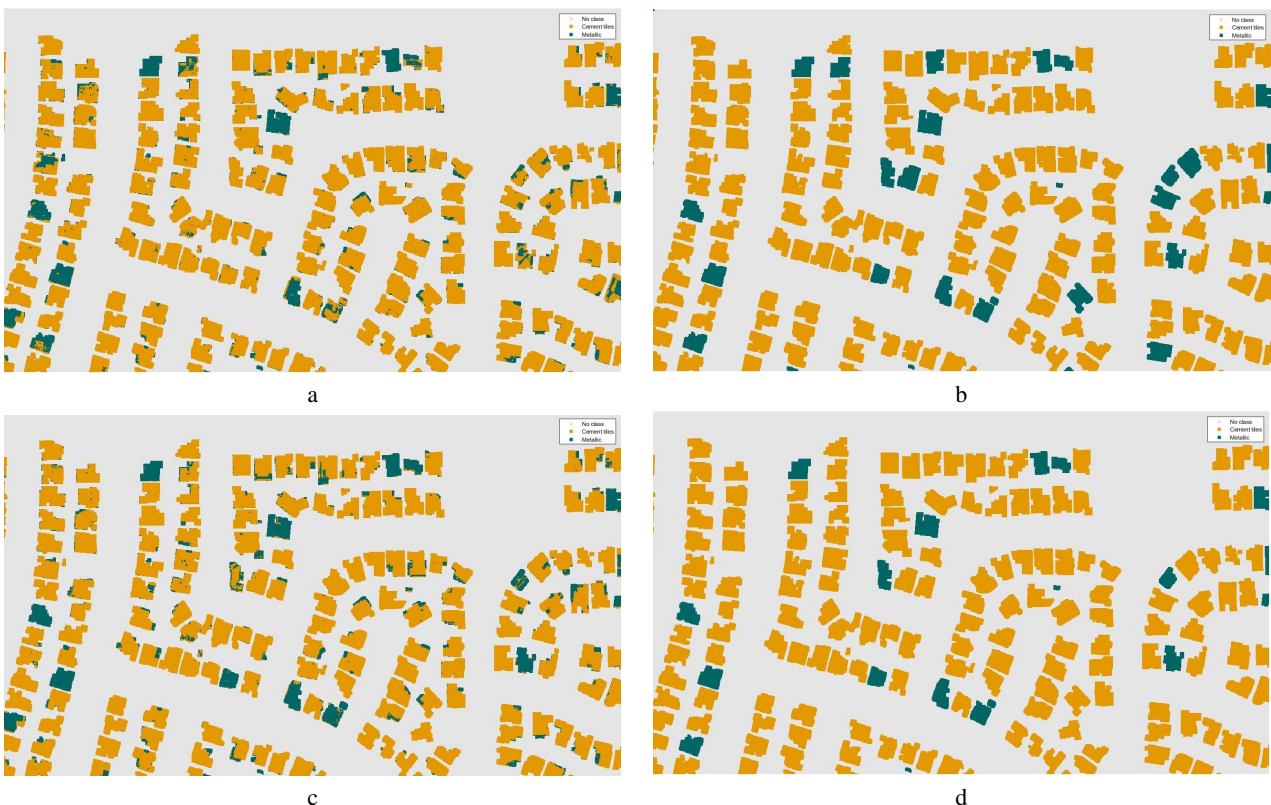 No class
Cement tiles
Metallic
No class
Cement tiles
Metallic
a
b
No class
Cement tiles
Metallic
No class
Cement tiles
Metallic
c
d